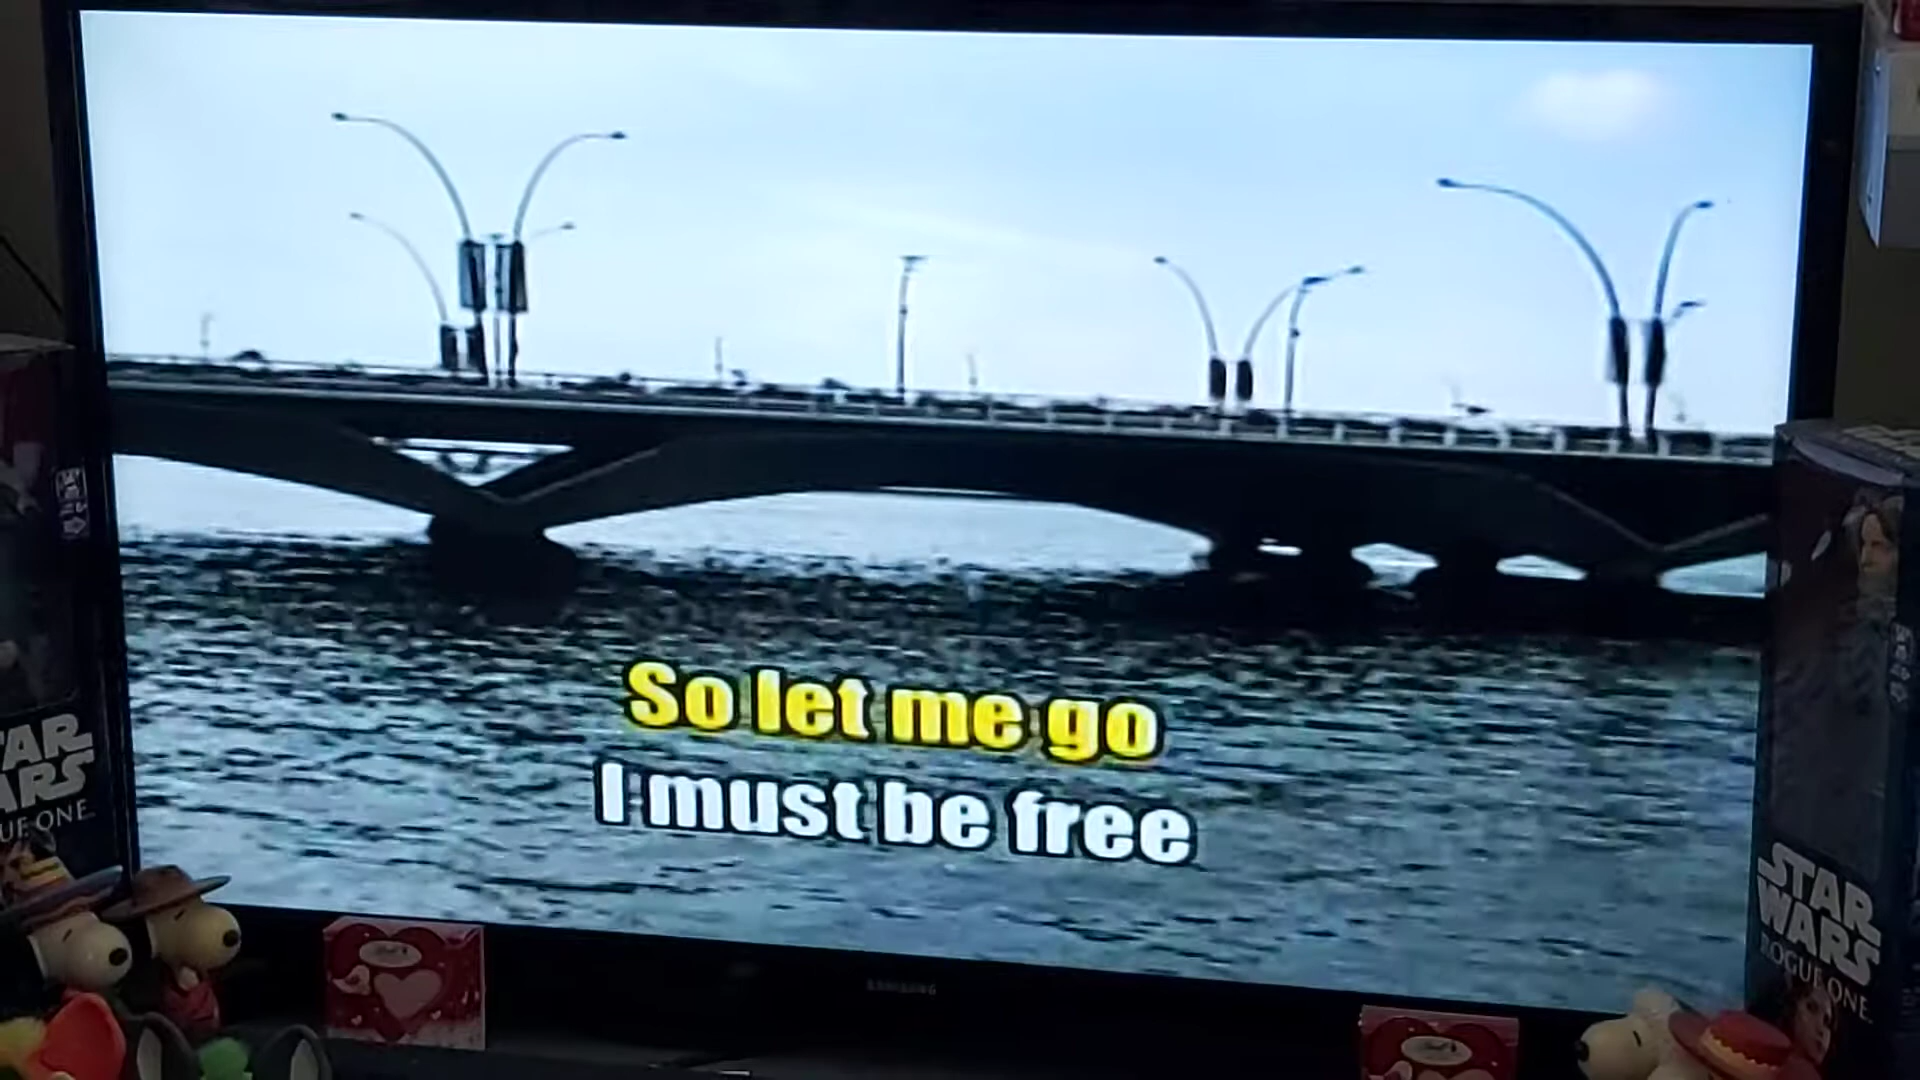 So let me go
I must be free
SAMSUNG
STAR
WARS
ROGUE ONE.
STAR
WARS
ROGUE ONE.